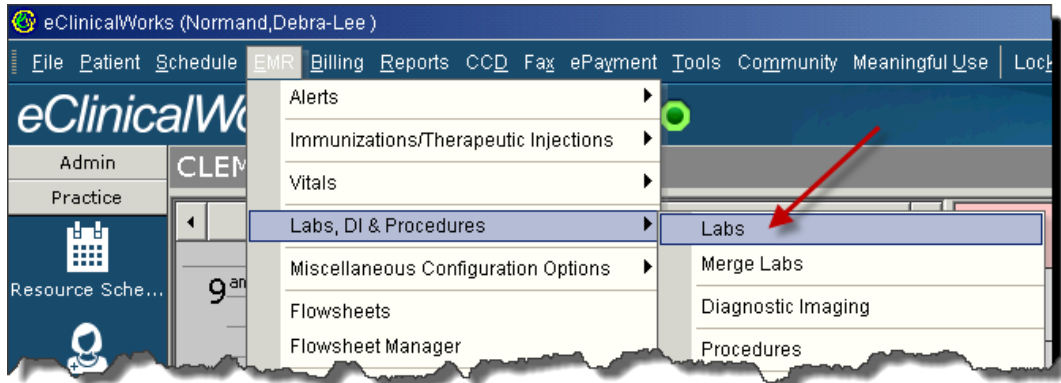 eClinicalWorks (Normand,Debra-Lee )
File Patient Schedule EMR Billing Reports CCD Fax ePayment Tools Community Meaningful Use Lock
eClinicalWo
Admin
Practice
Resource Sche...
CLEM
9 am
Alerts
Immunizations/Therapeutic Injections
Vitals
Labs, DI & Procedures
Miscellaneous Configuration Options
Flowsheets
Flowsheet Manager
Labs
Merge Labs
Diagnostic Imaging
Procedures